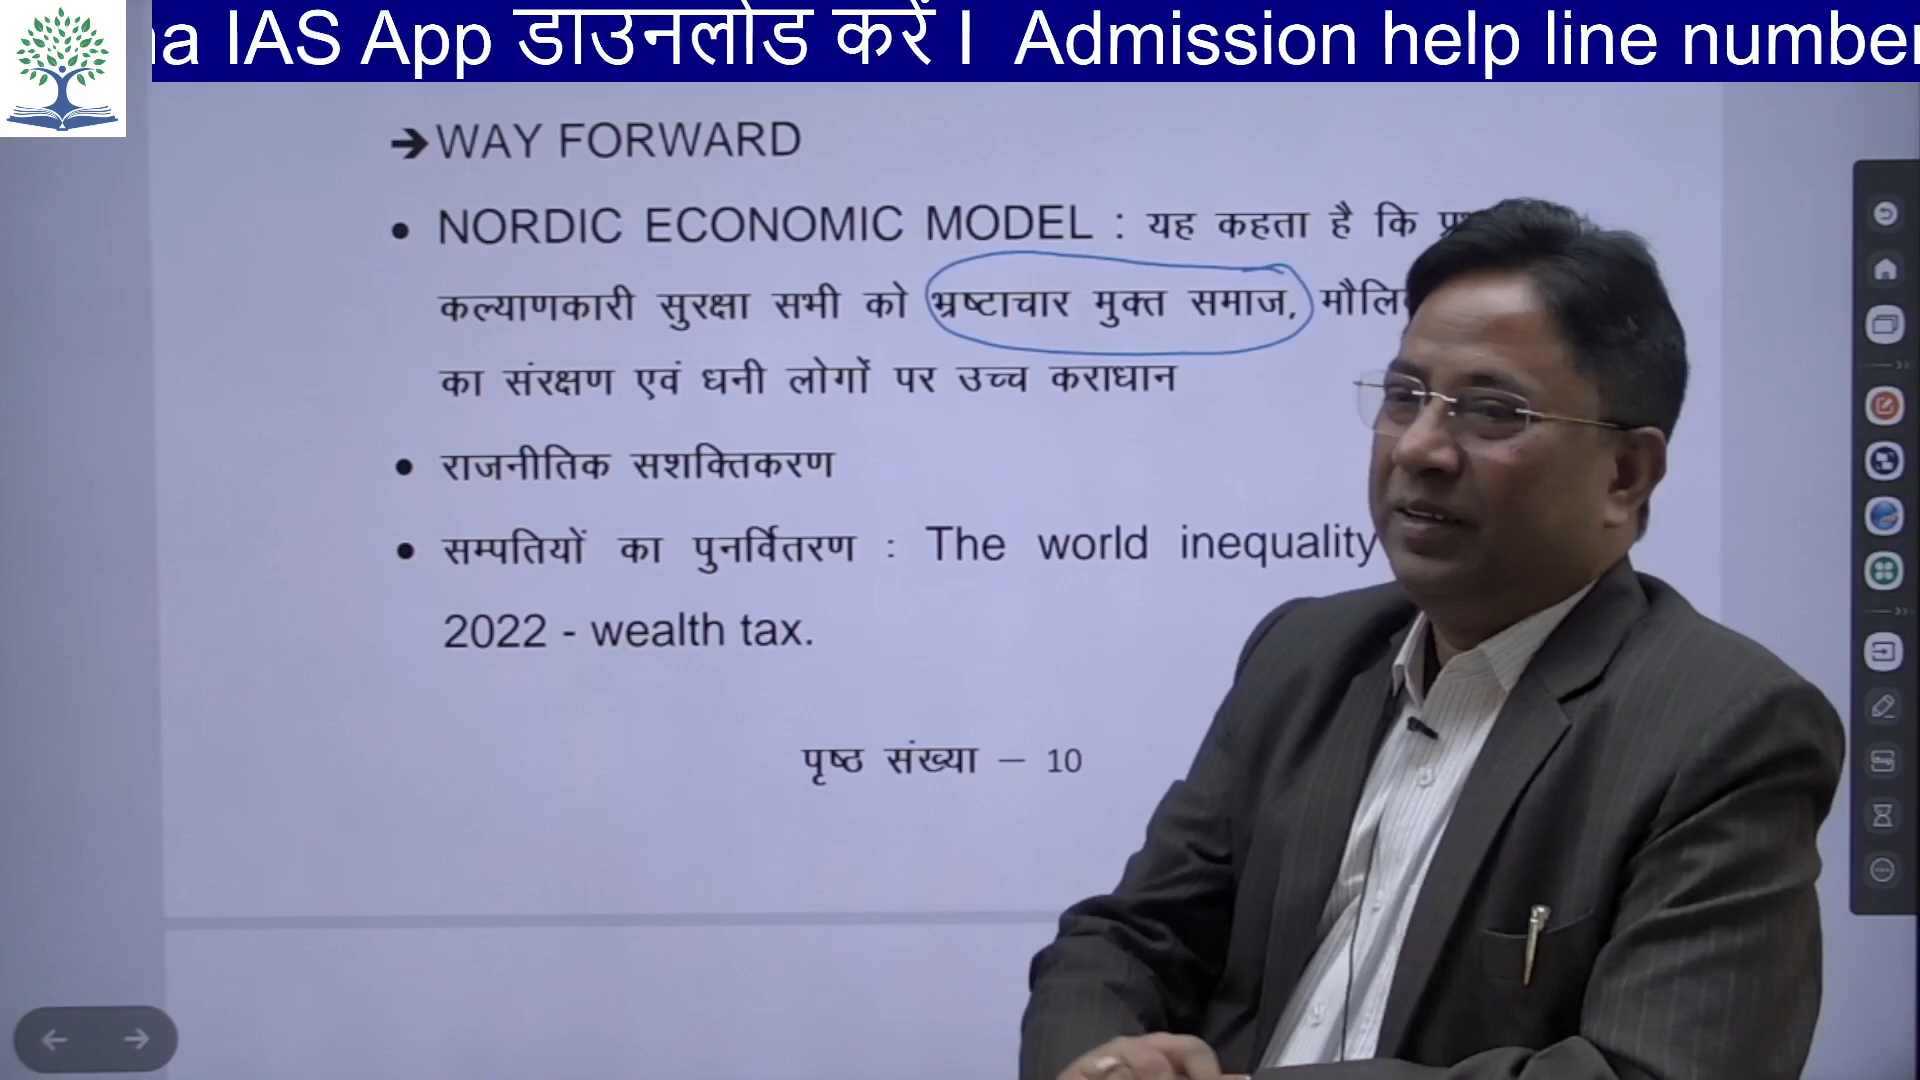 IAS App डाउनलोड करें I Admission help line number
➔WAY FORWARD
• NORDIC ECONOMIC MODEL : यह कहता है कि
कल्याणकारी सुरक्षा सभी को भ्रष्टाचार मुक्त समाज,
का संरक्षण एवं धनी लोगों पर उच्च कराधान
• राजनीतिक सशक्तिकरण
• सम्पतियों का पुनर्वितरण : The world inequality
2022 - wealth tax.
पृष्ठ संख्या – 10